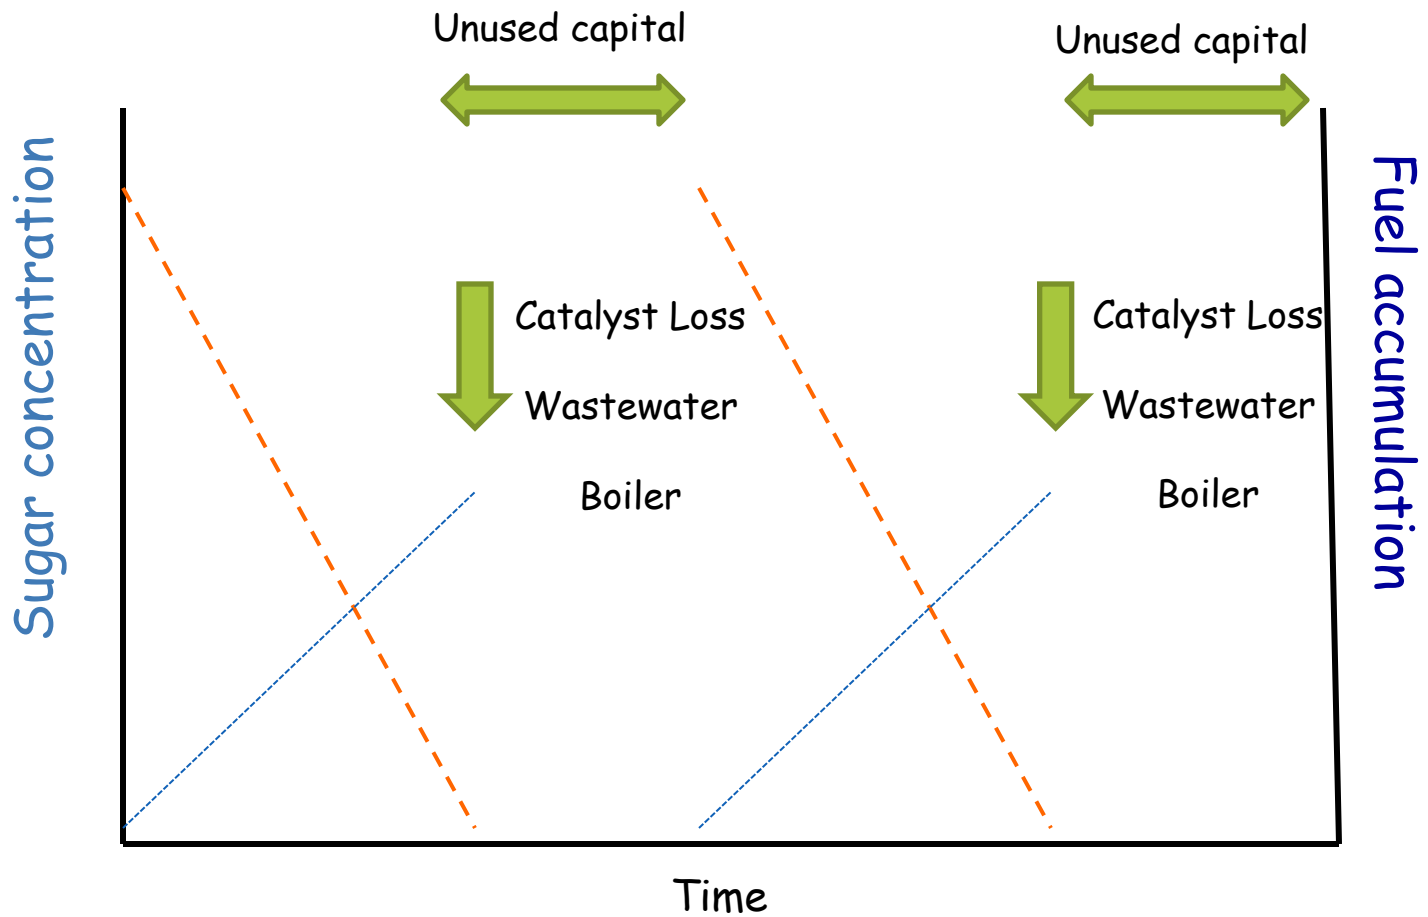 Unused capital
Unused capital
Sugar concentration
Fuel accumulation
Catalyst Loss
Wastewater
Boiler
Catalyst Loss
Wastewater
Boiler
Time